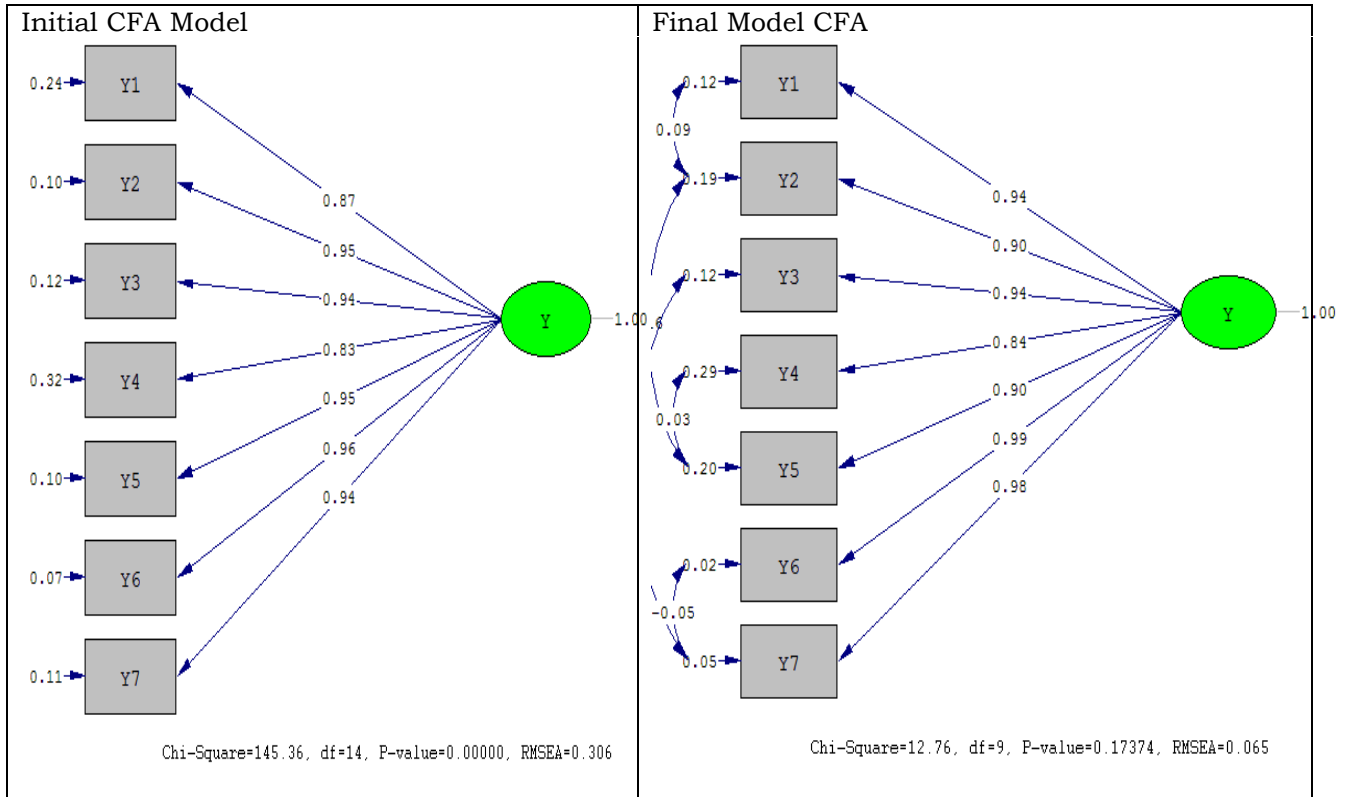 Initial CFA Model
0.24
Y1
0.10
Y2
0.12
Y3
0.32
Y4
0.10
Y5
0.07
Y6
0.11
Y7
0.87
0.95
0.94
0.83
0.95
0.96
0.94
Y
1.00
Chi-Square=145.36, df=14, P-value=0.00000, RMSEA=0.306
Final Model CFA
0.12
Y1
0.09
0.19
Y2
0.12
Y3
.6
0.29
Y4
0.03
0.20
Y5
0.02
Y6
-0.05
0.05
Y7
0.94
0.90
0.94
0.84
0.90
0.99
0.98
Y
1.00
Chi-Square=12.76, df=9, P-value=0.17374, RMSEA=0.065